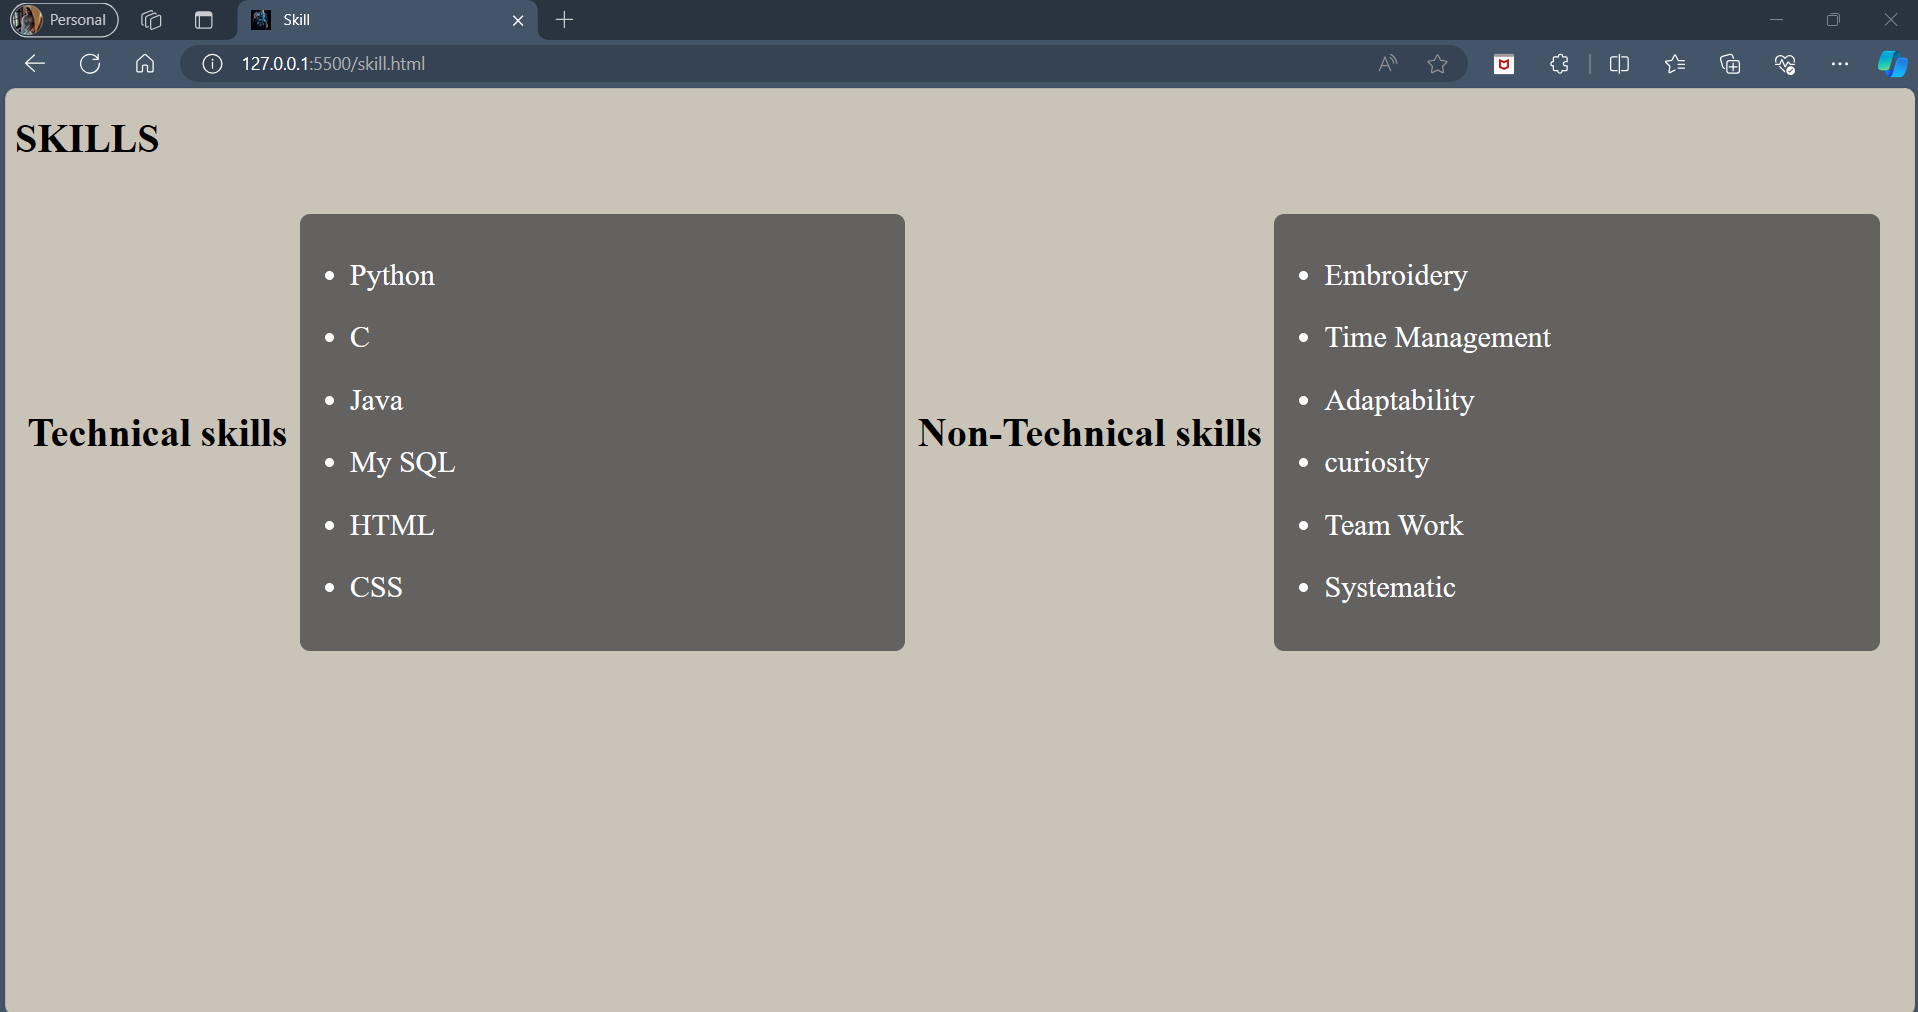 Personal
Skill
127.0.0.1:5500/skill.html
SKILLS
Technical skills
Python
C
Java
My SQL
HTML
CSS
Non-Technical skills
Embroidery
Time Management
Adaptability
curiosity
Team Work
Systematic